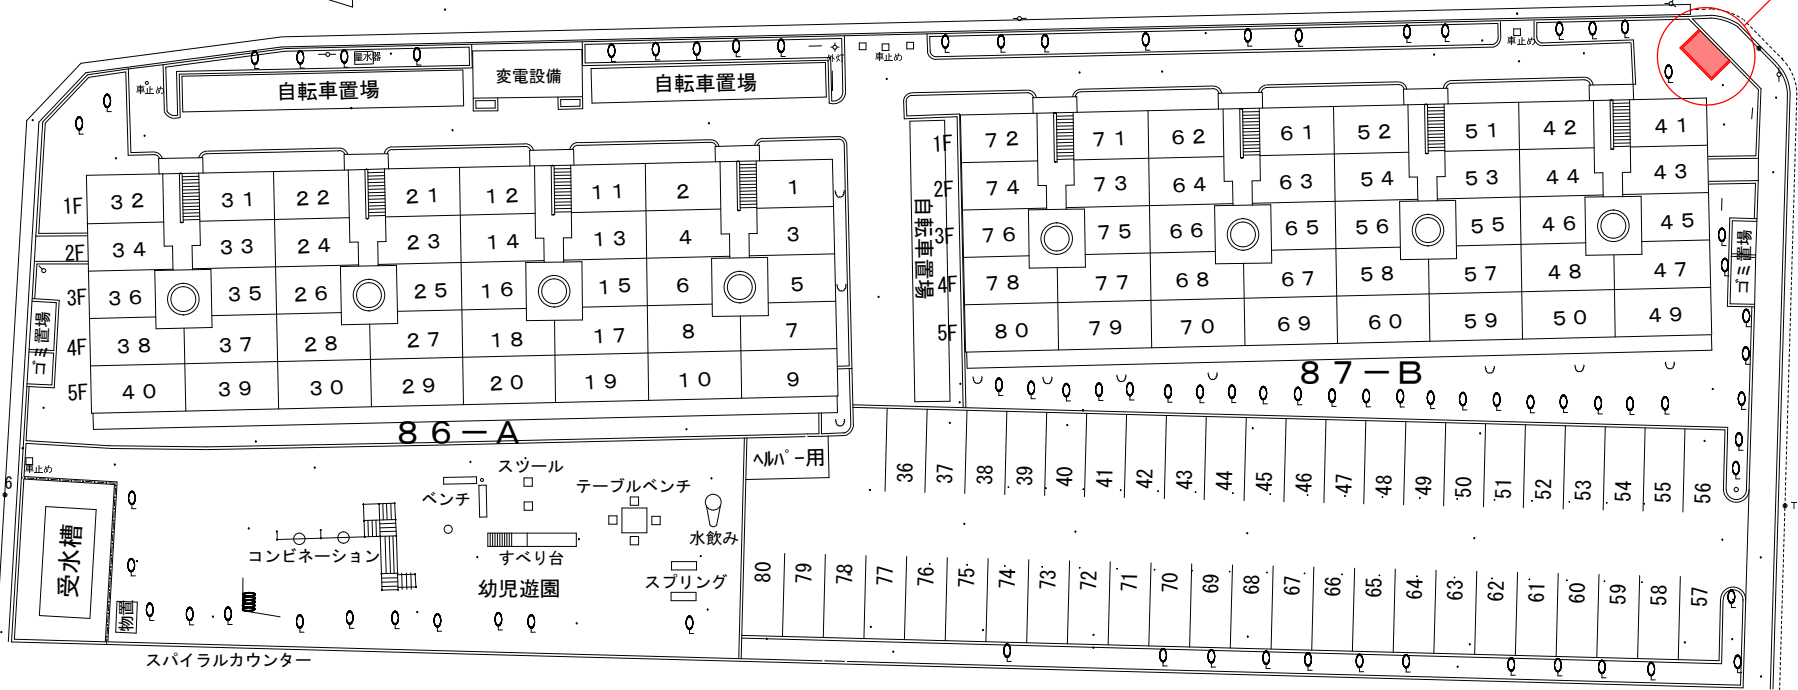 量水器
外灯
車止め
車止め
車止め
自転車置場
変電設備
自転車置場
1F 32 31 22 21 12 11 2 1
2F 34 33 24 23 14 13 4 3
3F 36 35 26 25 16 15 6 5
4F 38 37 28 27 18 17 8 7
5F 40 39 30 29 20 19 10 9
86-A
ゴミ置場
自転車置場
1F 72 71 62 61 52 51 42 41
2F 74 73 64 63 54 53 44 43
3F 76 75 66 65 56 55 46 45
4F 78 77 68 67 58 57 48 47
5F 80 79 70 69 60 59 50 49
87-B
ゴミ置場
車止め
6
受水槽
物置
スパイラルカウンター
コンビネーション
ベンチ
スツール
すべり台
幼児遊園
テーブルベンチ
水飲み
スプリング
ヘルパー用
36 37 38 39 40 41 42 43 44 45 46 47 48 49 50 51 52 53 54 55 56
80 79 78 77 76 75 74 73 72 71 70 69 68 67 66 65 64 63 62 61 60 59 58 57
T